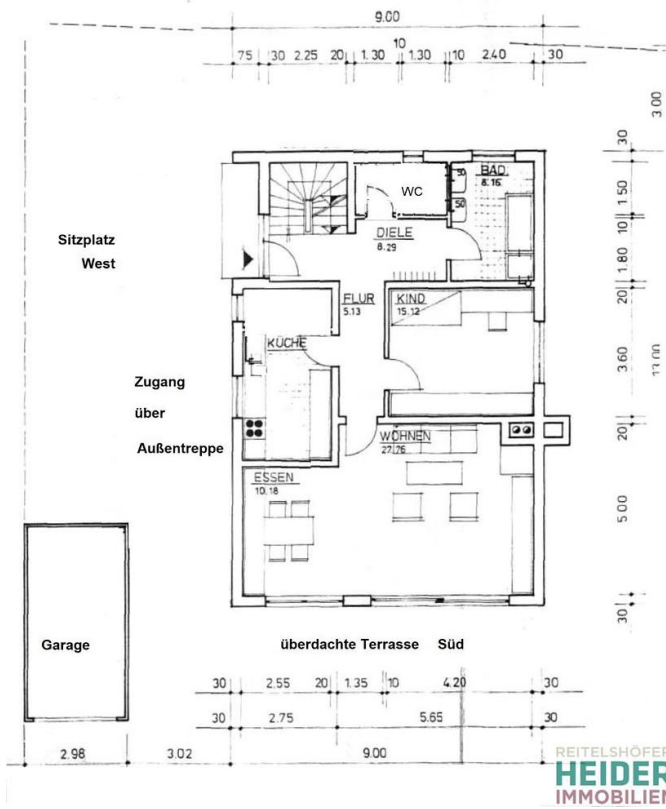 9.00
10
75 30 2.25 20 1.30 1.30 10 2.40 30
3.00
30
BAD
8.16
50
WC
50
1.50
10
Sitzplatz
West
DIELE
8.29
1.80
20
FLUR
5.13
KIND
15.12
KÜCHE
3.60
Zugang
über
Außentreppe
20
WOHNEN
27.76
ESSEN
10.18
5.00
30
Garage
überdachte Terrasse Süd
30 2.55 20 1.35 10 4.20 30
30 2.75 5.65 30
2.98 3.02 9.00
REITELSHÖFER
HEIDER
IMMOBILIEN